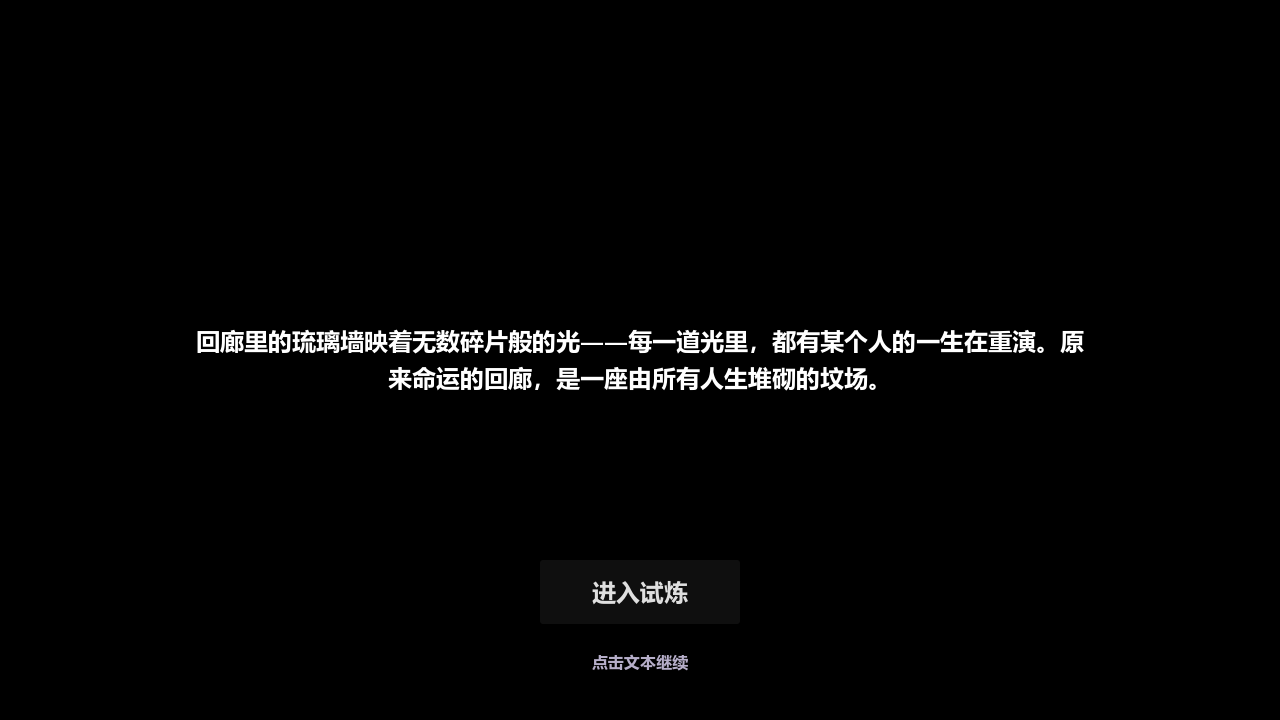 回廊里的琉璃墙映着无数碎片般的光——每一道光里，都有某个人的一生在重演。原
来命运的回廊，是一座由所有人生堆砌的坟场。
进入试炼
点击文本继续